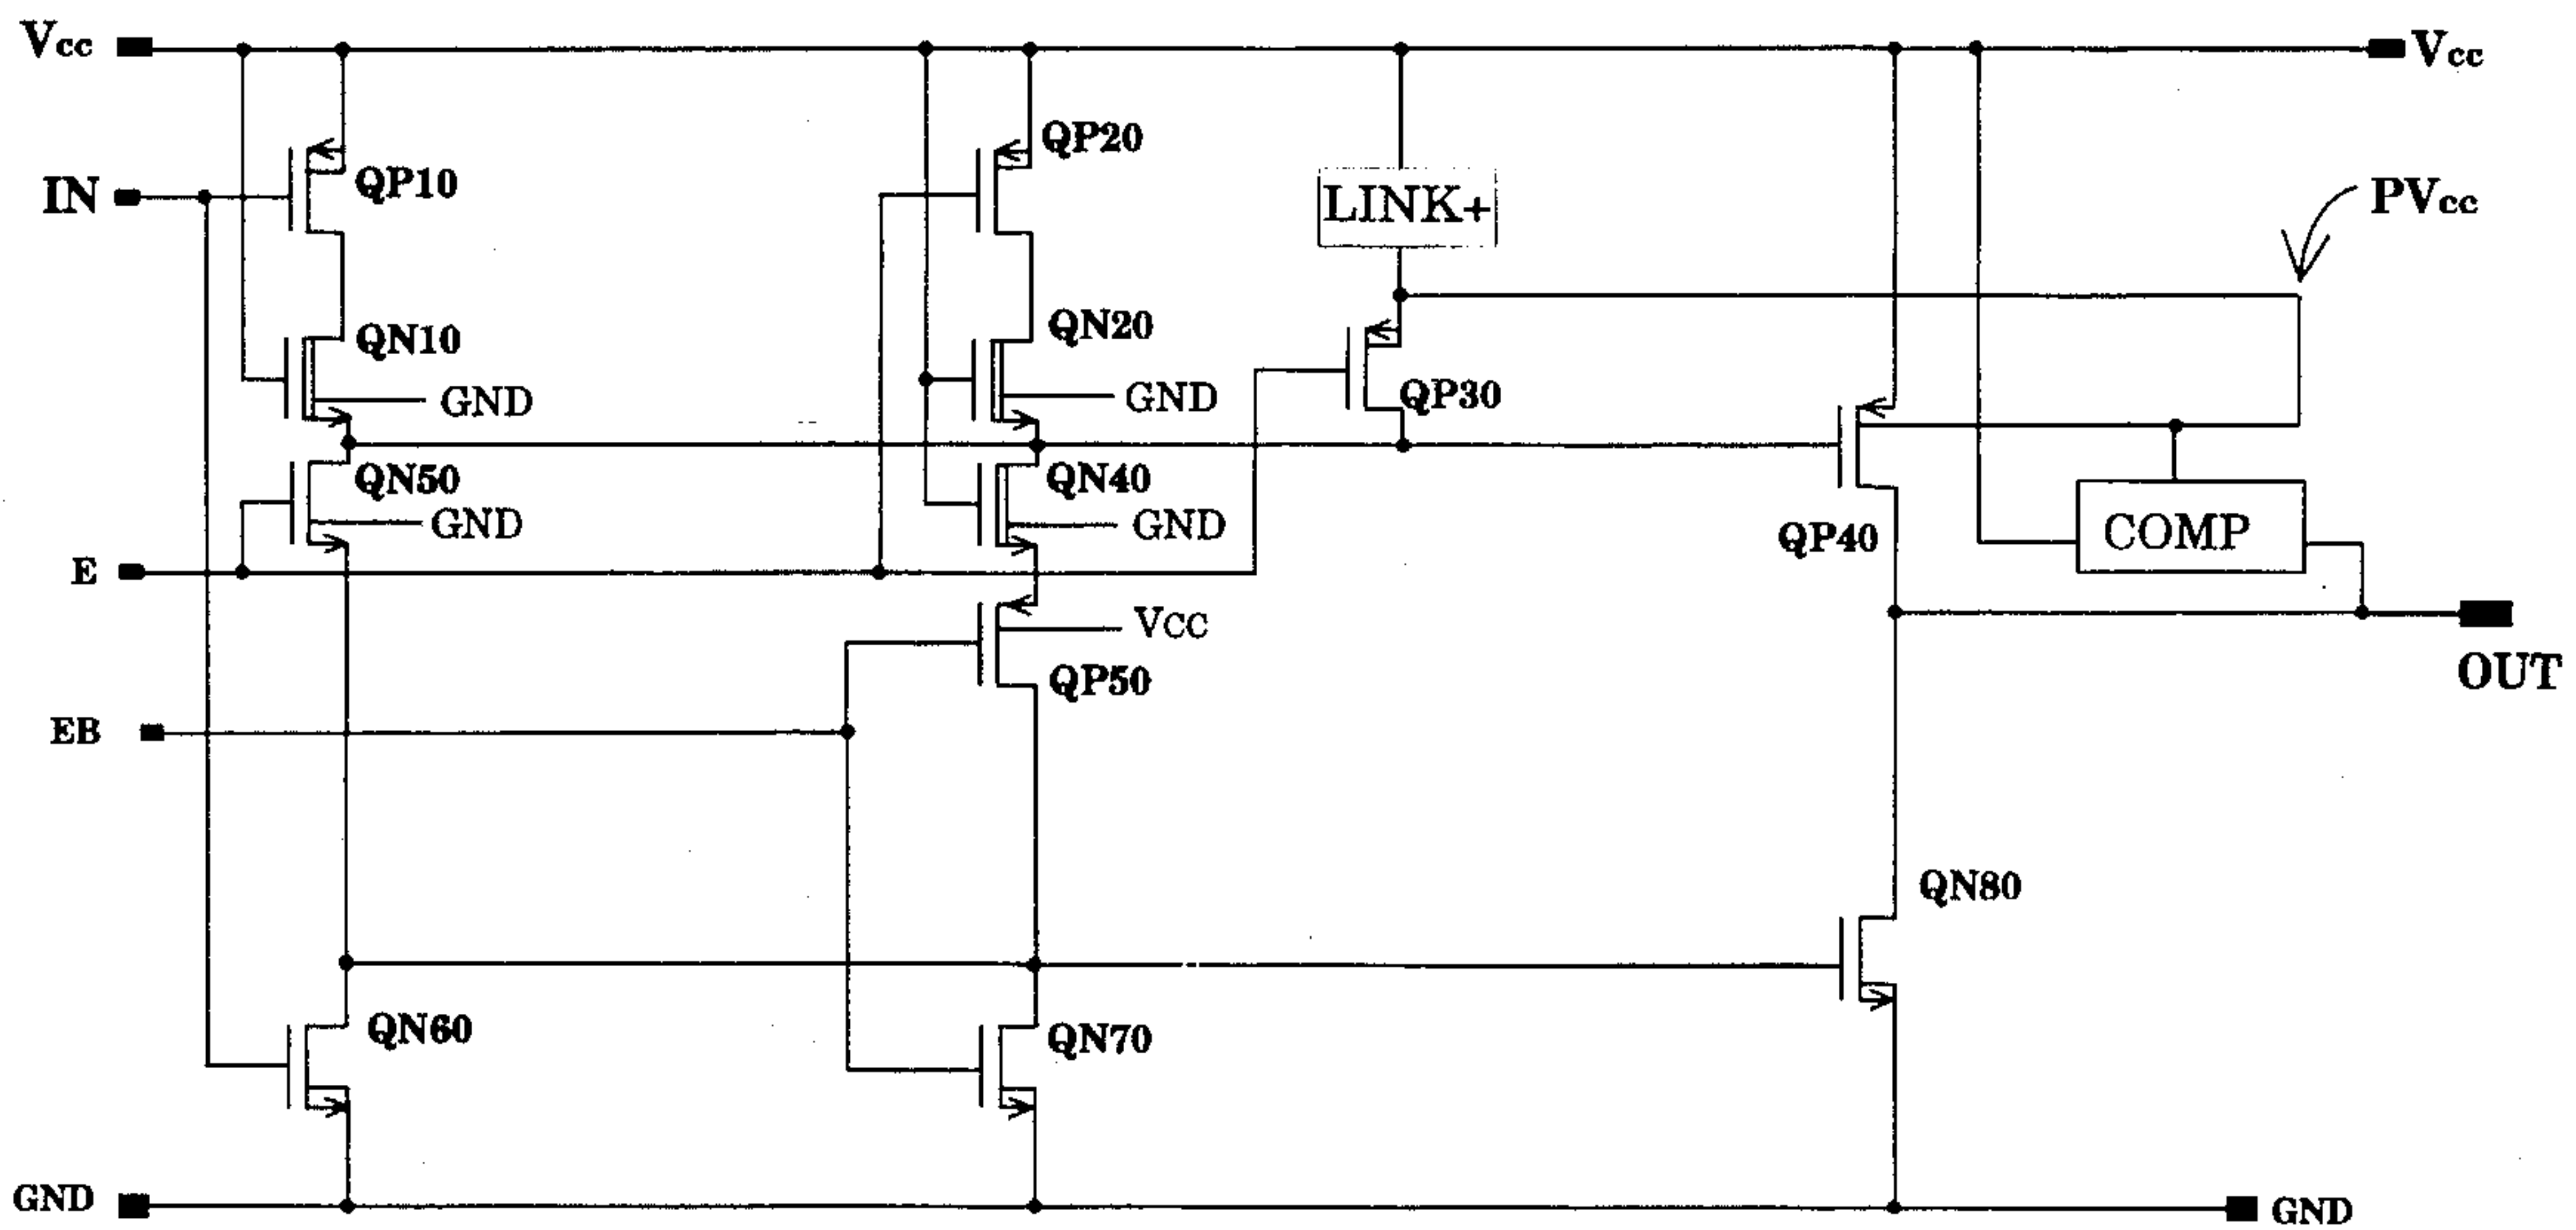 Vcc
Vcc
QP20
QP10
IN
LINK+
PVcc
QN10
QN20
GND
GND
QP30
QN50
QN40
GND
GND
QP40
COMP
E
VCC
QP50
OUT
EB
QN80
QN60
QN70
GND
GND